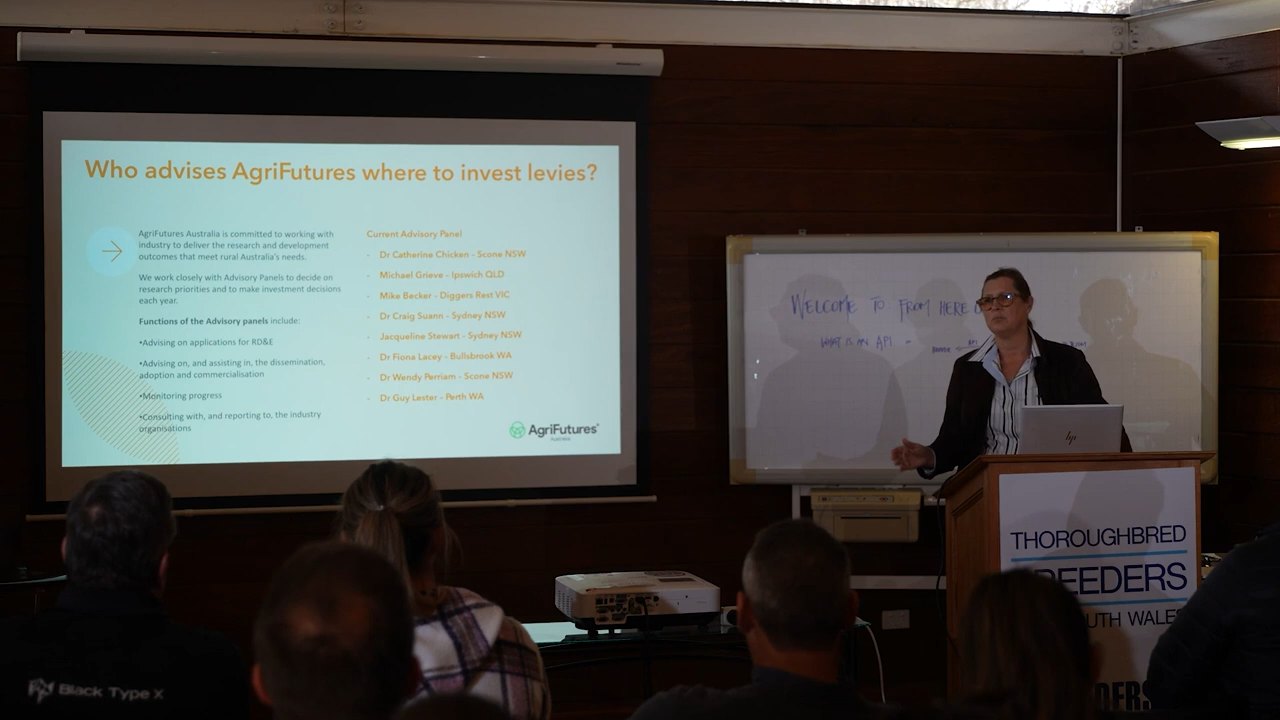 Who advises AgriFutures where to invest levies?
AgriFutures Australia is committed to working with
industry to deliver the research and development
outcomes that meet rural Australia's needs.
We work closely with Advisory Panels to decide on
research priorities and to make investment decisions
each year.
Functions of the Advisory panels include:
•Advising on applications for RD&E
•Advising on, and assisting in, the dissemination,
adoption and commercialisation
•Monitoring progress
•Consulting with, and reporting to, the industry
organisations
Current Advisory Panel
- Dr Catherine Chicken - Scone NSW
- Michael Grieve - Ipswich QLD
- Mike Becker - Diggers Rest VIC
- Dr Craig Suann - Sydney NSW
- Jacqueline Stewart - Sydney NSW
- Dr Fiona Lacey - Bullsbrook WA
- Dr Wendy Perriam - Scone NSW
- Dr Guy Lester - Perth WA
AgriFutures®
Australia
WELCOME TO: FROM HERE
WHAT IS AN API -
API
hp
THOROUGHBRED
REEDERS
UTH WALES
DERS
Black Type X